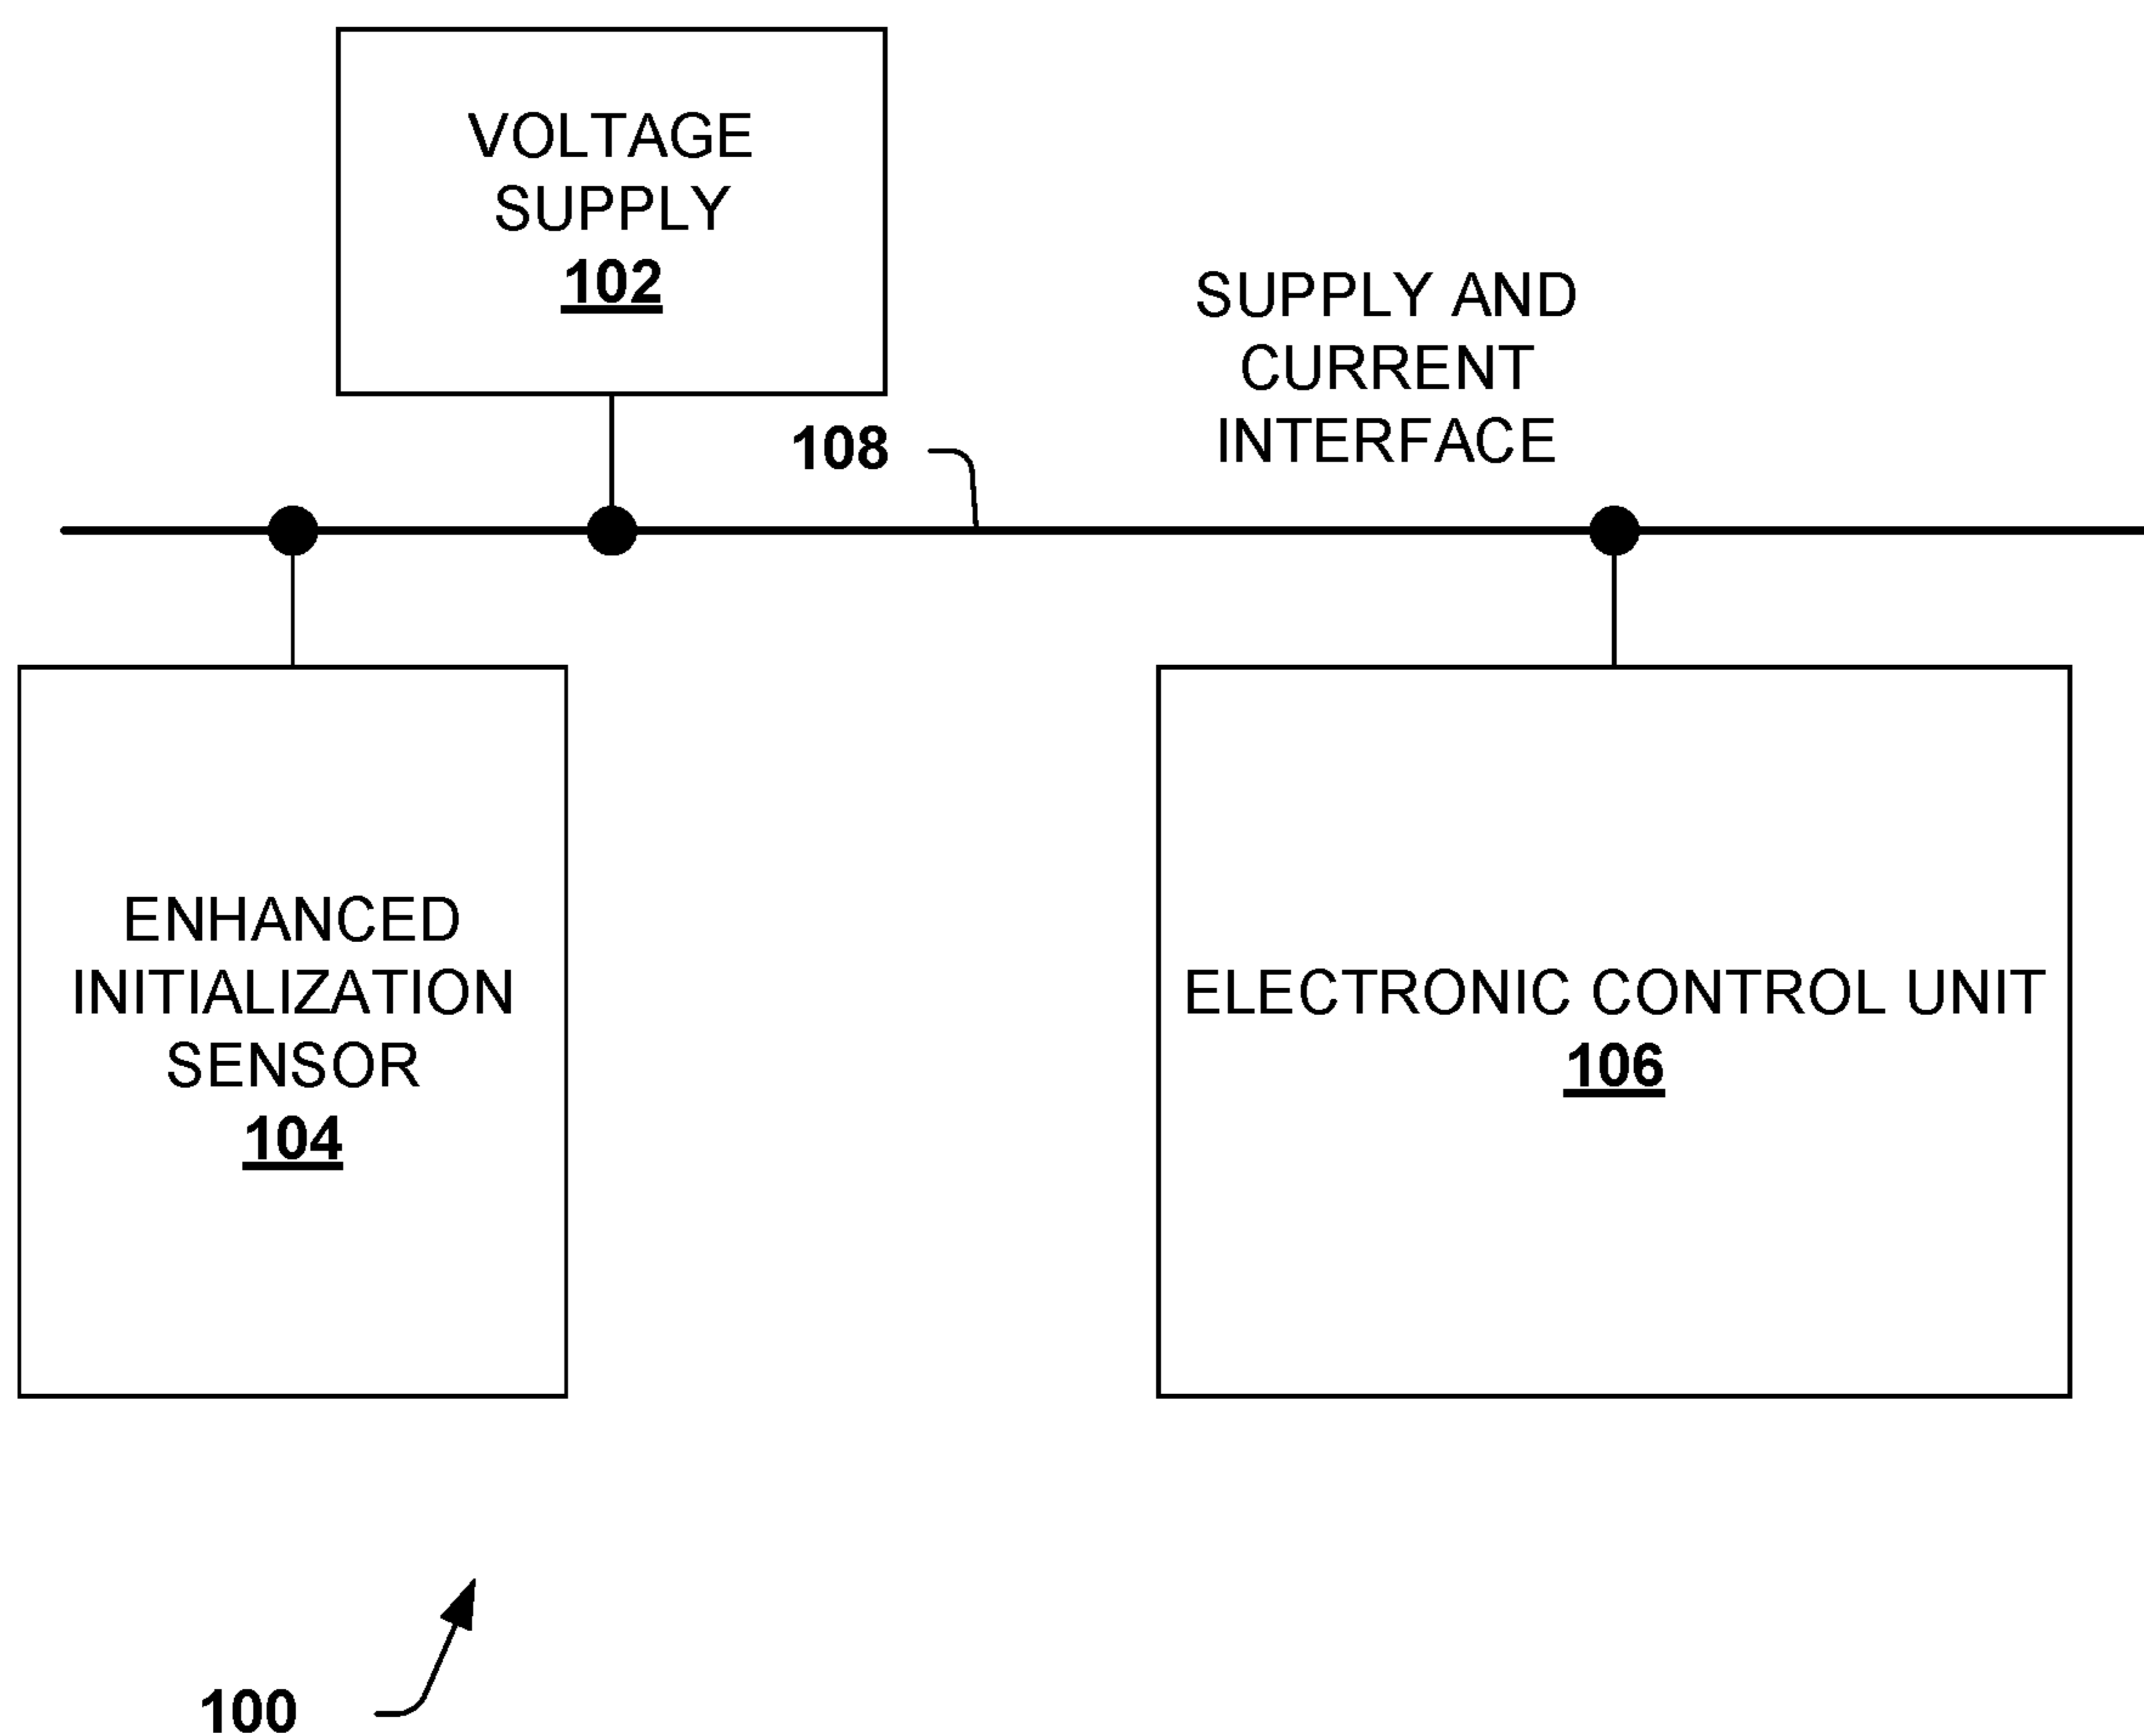 VOLTAGE
SUPPLY
102
SUPPLY AND
CURRENT
INTERFACE
108
ENHANCED
INITIALIZATION
SENSOR
104
ELECTRONIC CONTROL UNIT
106
100